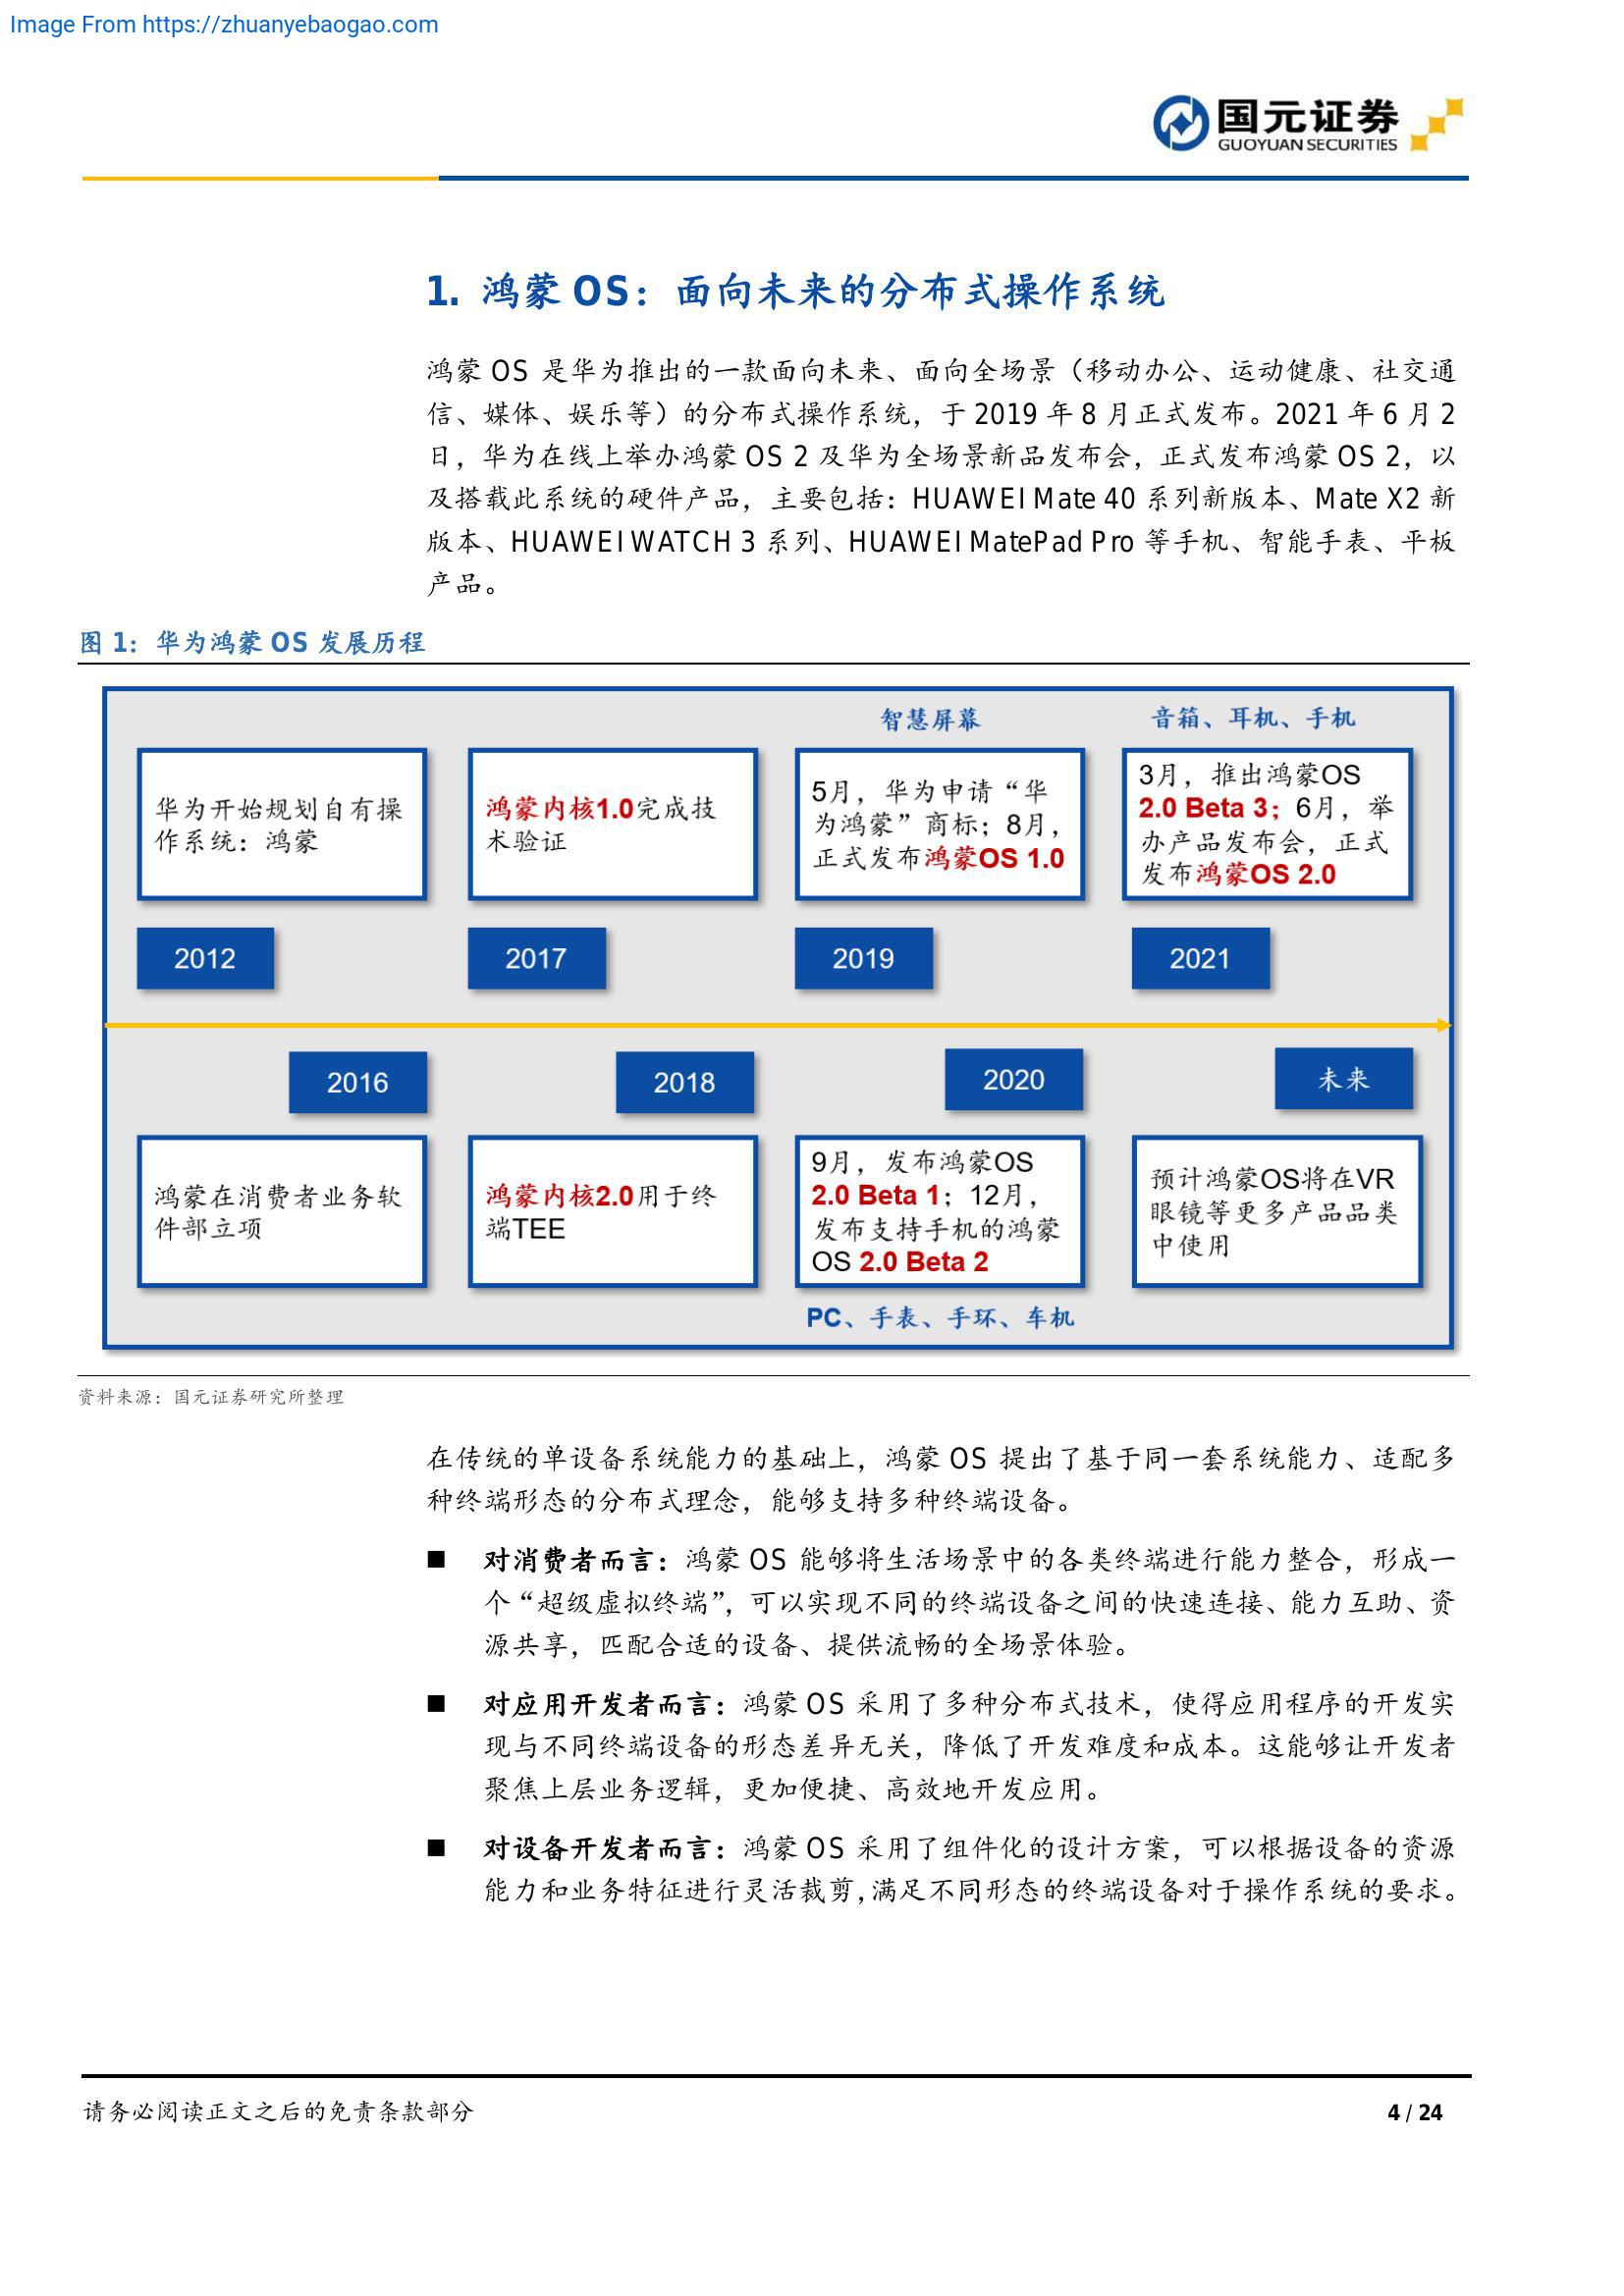 Image From https://zhuanyebaogao.com
国元证券
GUOYUAN SECURITIES
1. 鸿蒙 OS：面向未来的分布式操作系统
鸿蒙 OS 是华为推出的一款面向未来、面向全场景（移动办公、运动健康、社交通
信、媒体、娱乐等）的分布式操作系统，于 2019 年 8 月正式发布。2021 年 6 月 2
日，华为在线上举办鸿蒙 OS 2 及华为全场景新品发布会，正式发布鸿蒙 OS 2，以
及搭载此系统的硬件产品，主要包括：HUAWEI Mate 40 系列新版本、Mate X2 新
版本、HUAWEI WATCH 3 系列、HUAWEI MatePad Pro 等手机、智能手表、平板
产品。
图 1：华为鸿蒙 OS 发展历程
智慧屏幕
音箱、耳机、手机
华为开始规划自有操
作系统：鸿蒙
鸿蒙内核1.0完成技
术验证
5月，华为申请“华
为鸿蒙”商标；8月，
正式发布鸿蒙OS 1.0
3月，推出鸿蒙OS
2.0 Beta 3；6月，举
办产品发布会，正式
发布鸿蒙OS 2.0
2012
2017
2019
2021
2016
2018
2020
未来
鸿蒙在消费者业务软
件部立项
鸿蒙内核2.0用于终
端TEE
9月，发布鸿蒙OS
2.0 Beta 1；12月，
发布支持手机的鸿蒙
OS 2.0 Beta 2
预计鸿蒙OS将在VR
眼镜等更多产品品类
中使用
PC、手表、手环、车机
资料来源：国元证券研究所整理
在传统的单设备系统能力的基础上，鸿蒙 OS 提出了基于同一套系统能力、适配多
种终端形态的分布式理念，能够支持多种终端设备。
■ 对消费者而言：鸿蒙 OS 能够将生活场景中的各类终端进行能力整合，形成一
个“超级虚拟终端”，可以实现不同的终端设备之间的快速连接、能力互助、资
源共享，匹配合适的设备、提供流畅的全场景体验。
■ 对应用开发者而言：鸿蒙 OS 采用了多种分布式技术，使得应用程序的开发实
现与不同终端设备的形态差异无关，降低了开发难度和成本。这能够让开发者
聚焦上层业务逻辑，更加便捷、高效地开发应用。
■ 对设备开发者而言：鸿蒙 OS 采用了组件化的设计方案，可以根据设备的资源
能力和业务特征进行灵活裁剪，满足不同形态的终端设备对于操作系统的要求。
请务必阅读正文之后的免责条款部分
4 / 24